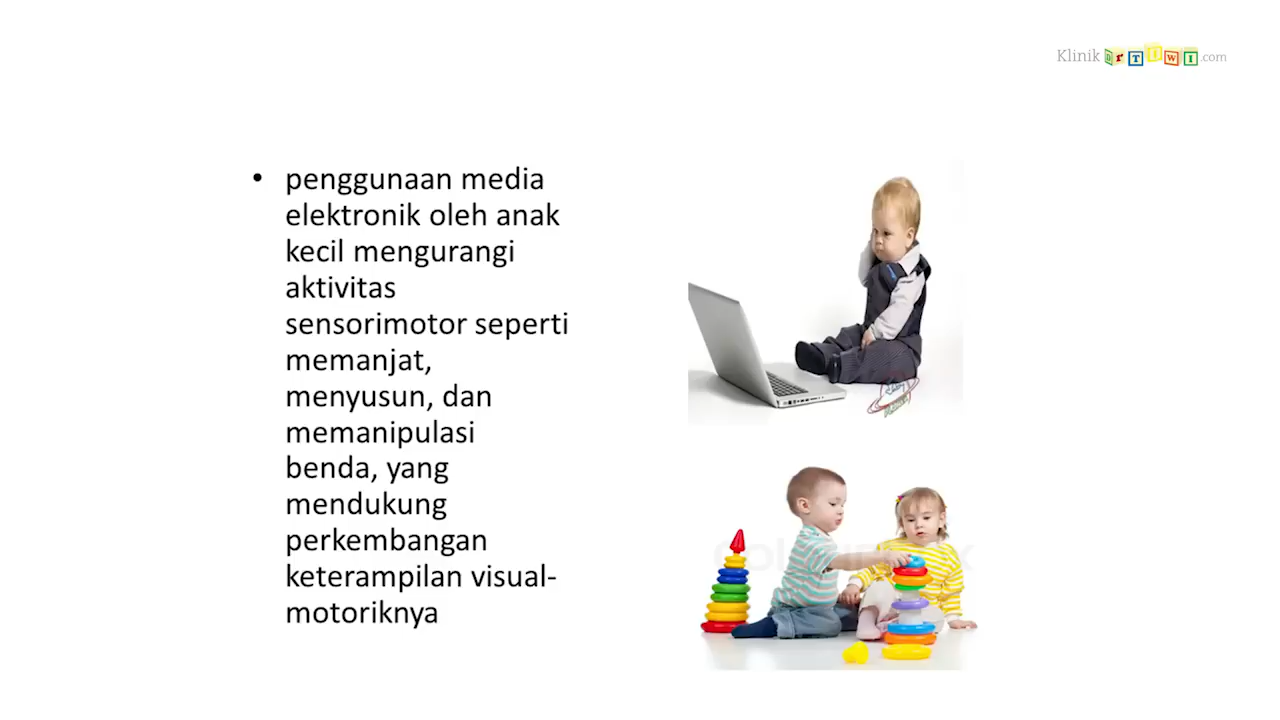 Klinik drTiwi.com
• penggunaan media
elektronik oleh anak
kecil mengurangi
aktivitas
sensorimotor seperti
memanjat,
menyusun, dan
memanipulasi
benda, yang
mendukung
perkembangan
keterampilan visual-
motoriknya